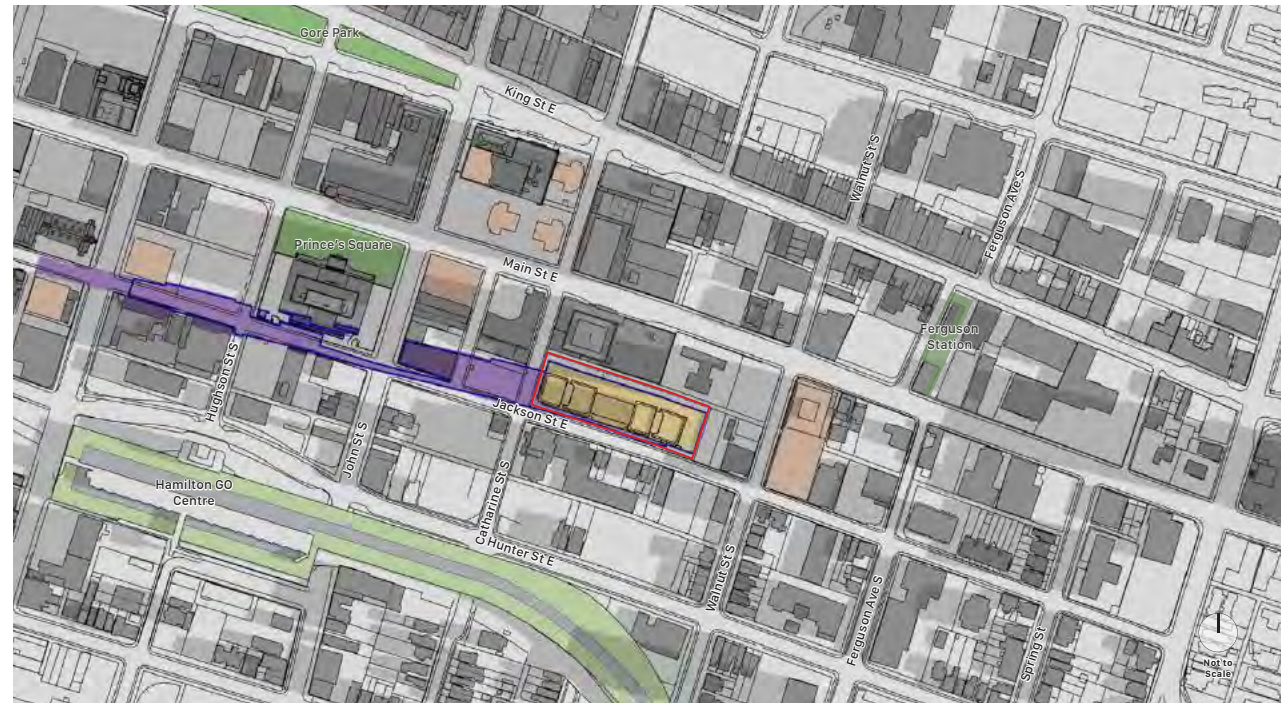 Gore Park
King St E
Walnut St S
Ferguson Ave S
Prince's Square
Main St E
Ferguson
Station
Hughson St S
Jackson St E
John St S
Hamilton GO
Centre
Catharine St S
Hunter St E
Walnut St S
Ferguson Ave S
Spring St
Not to
Scale